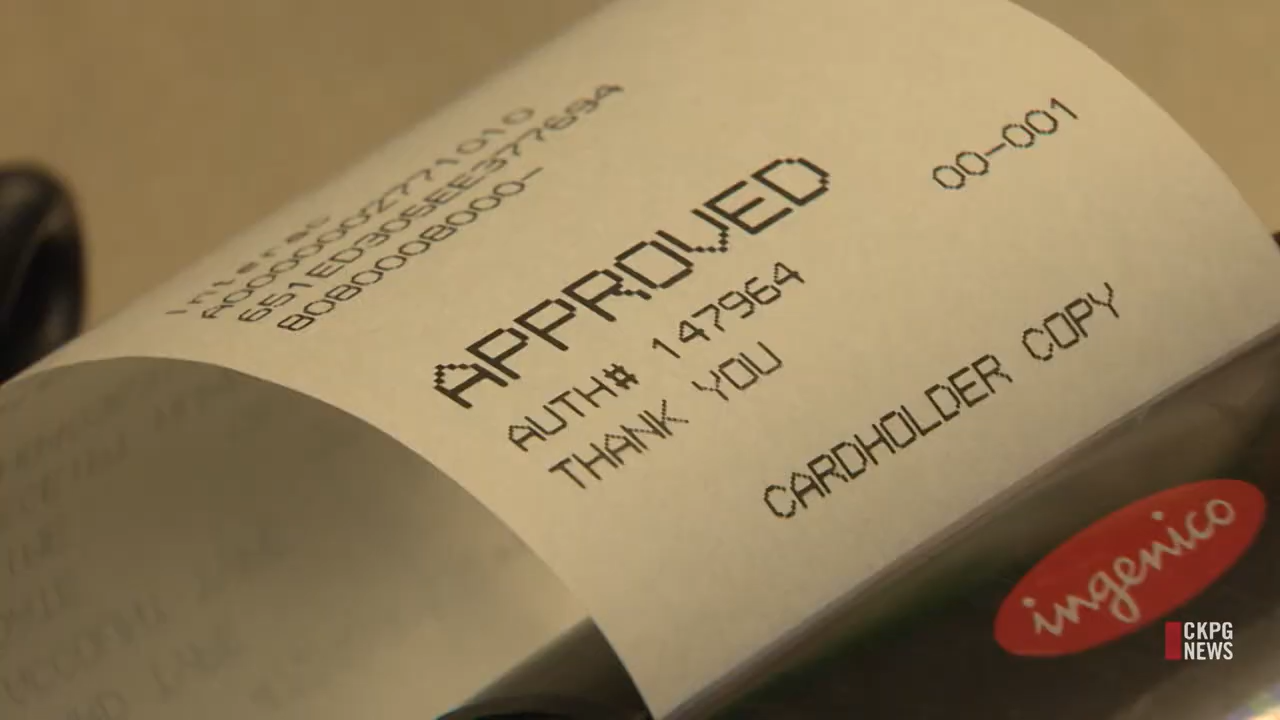 Interac
A0000002771010
651ED305EE377694
8080008000-
APPROVED
AUTH# 147964
00-001
THANK YOU
CARDHOLDER COPY
ingenico
CKPG
NEWS